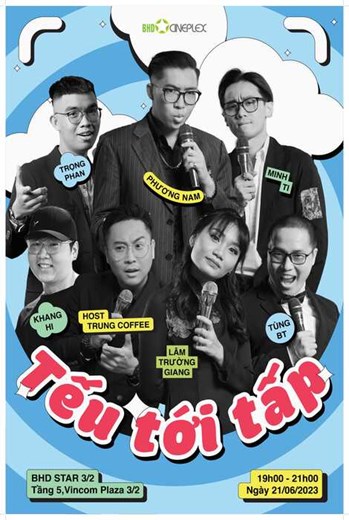 BHD CINEPLEX
TRỌNG
PHAN
PHƯƠNG NAM
MINH
TI
KHANG
HI
HOST
TRUNG COFFEE
LÂM
TRƯỜNG
GIANG
TÙNG
BT
Tếu tới tấp
BHD STAR 3/2
Tầng 5,Vincom Plaza 3/2
19h00 - 21h00
Ngày 21/06/2023